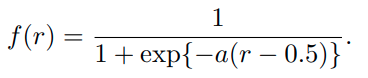 f(r) = 1 / (1 + exp{−a(r − 0.5)}).